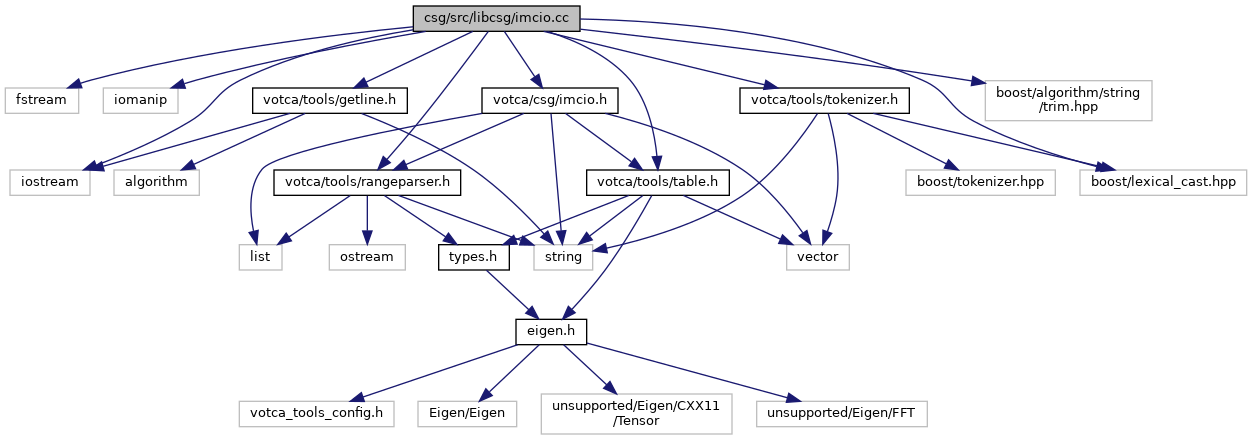 csg/src/libcsg/imcio.cc
fstream
iomanip
votca/tools/getline.h
votca/csg/imcio.h
votca/tools/tokenizer.h
boost/algorithm/string
/trim.hpp
iostream
algorithm
votca/tools/rangeparser.h
votca/tools/table.h
boost/tokenizer.hpp
boost/lexical_cast.hpp
list
ostream
types.h
string
vector
eigen.h
votca_tools_config.h
Eigen/Eigen
unsupported/Eigen/CXX11
/Tensor
unsupported/Eigen/FFT